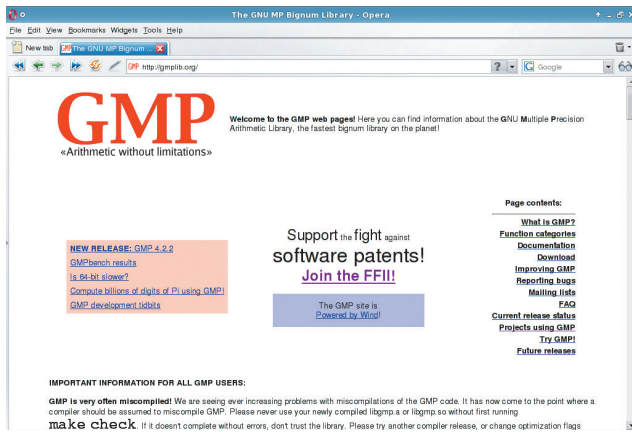 The GNU MP Bignum Library - Opera
File Edit View Bookmarks Widgets Tools Help
New tab
GMP The GNU MP Bignum ...
GMP http://gmplib.org/
? Google
GMP
«Arithmetic without limitations»
Welcome to the GMP web pages! Here you can find information about the GNU Multiple Precision
Arithmetic Library, the fastest bignum library on the planet!
NEW RELEASE: GMP 4.2.2
GMPbench results
Is 64-bit slower?
Compute billions of digits of Pi using GMP!
GMP development tidbits
Support the fight against
software patents!
Join the FFII!
The GMP site is
Powered by Wind!
Page contents:
What is GMP?
Function categories
Documentation
Download
Improving GMP
Reporting bugs
Mailing lists
FAQ
Current release status
Projects using GMP
Try GMP!
Future releases
IMPORTANT INFORMATION FOR ALL GMP USERS:
GMP is very often miscompiled! We are seeing ever increasing problems with miscompilations of the GMP code. It has now come to the point where a
compiler should be assumed to miscompile GMP. Please never use your newly compiled libgmp.a or libgmp.so without first running
make check. If it doesn't complete without errors, don't trust the library. Please try another compiler release, or change optimization flags